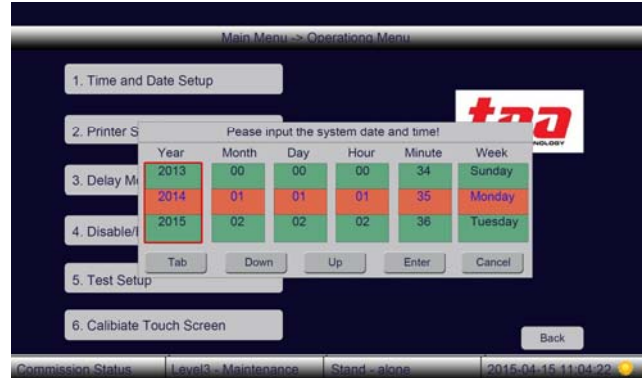 Main Menu -> Operationg Menu
1. Time and Date Setup
2. Printer S
Pease input the system date and time!
Year Month Day Hour Minute Week
2013 00 00 00 34 Sunday
3. Delay Mo
2014 01 01 01 35 Monday
2015 02 02 02 36 Tuesday
4. Disable/
Tab Down Up Enter Cancel
5. Test Setup
6. Calibiate Touch Screen
Back
Commission Status Level3 - Maintenance Stand - alone 2015-04-15 11:04:22